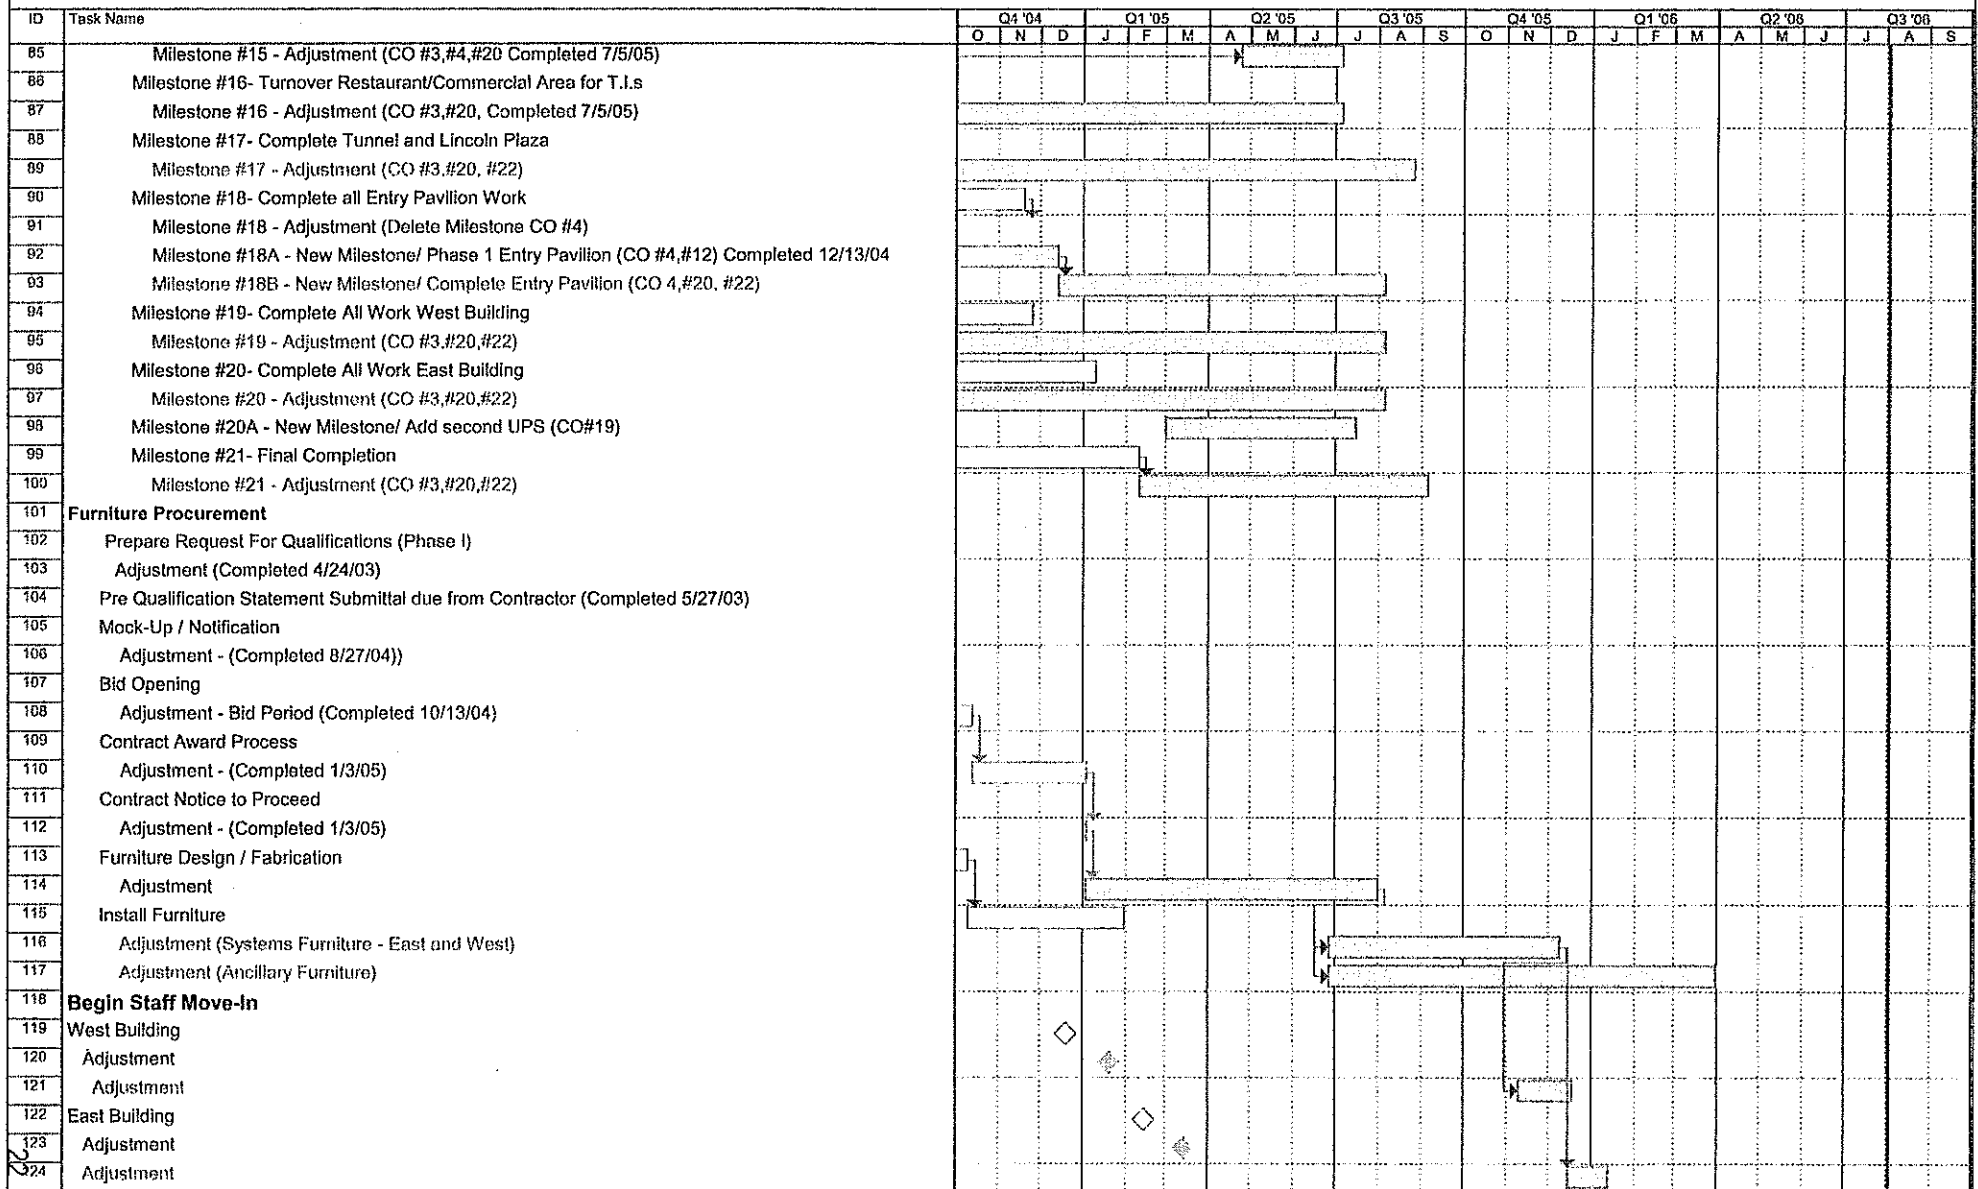 ID Task Name Q4 '04 Q1 '05 Q2 '05 Q3 '05 Q4 '05 Q1 '06 Q2 '06 Q3 '06
O N D J F M A M J J A S O N D J F M A M J J A S
85 Milestone #15 - Adjustment (CO #3,#4,#20 Completed 7/5/05)
86 Milestone #16- Turnover Restaurant/Commercial Area for T.I.s
87 Milestone #16 - Adjustment (CO #3,#20, Completed 7/5/05)
88 Milestone #17- Complete Tunnel and Lincoln Plaza
89 Milestone #17 - Adjustment (CO #3,#20, #22)
90 Milestone #18- Complete all Entry Pavilion Work
91 Milestone #18 - Adjustment (Delete Milestone CO #4)
92 Milestone #18A - New Milestone/ Phase 1 Entry Pavilion (CO #4,#12) Completed 12/13/04
93 Milestone #18B - New Milestone/ Complete Entry Pavilion (CO 4,#20, #22)
94 Milestone #19- Complete All Work West Building
95 Milestone #19 - Adjustment (CO #3,#20,#22)
96 Milestone #20- Complete All Work East Building
97 Milestone #20 - Adjustment (CO #3,#20,#22)
98 Milestone #20A - New Milestone/ Add second UPS (CO#19)
99 Milestone #21- Final Completion
100 Milestone #21 - Adjustment (CO #3,#20,#22)
101 Furniture Procurement
102 Prepare Request For Qualifications (Phase I)
103 Adjustment (Completed 4/24/03)
104 Pre Qualification Statement Submittal due from Contractor (Completed 5/27/03)
105 Mock-Up / Notification
106 Adjustment - (Completed 8/27/04))
107 Bid Opening
108 Adjustment - Bid Period (Completed 10/13/04)
109 Contract Award Process
110 Adjustment - (Completed 1/3/05)
111 Contract Notice to Proceed
112 Adjustment - (Completed 1/3/05)
113 Furniture Design / Fabrication
114 Adjustment
115 Install Furniture
116 Adjustment (Systems Furniture - East and West)
117 Adjustment (Ancillary Furniture)
118 Begin Staff Move-In
119 West Building
120 Adjustment
121 Adjustment
122 East Building
123 Adjustment
124 Adjustment
22